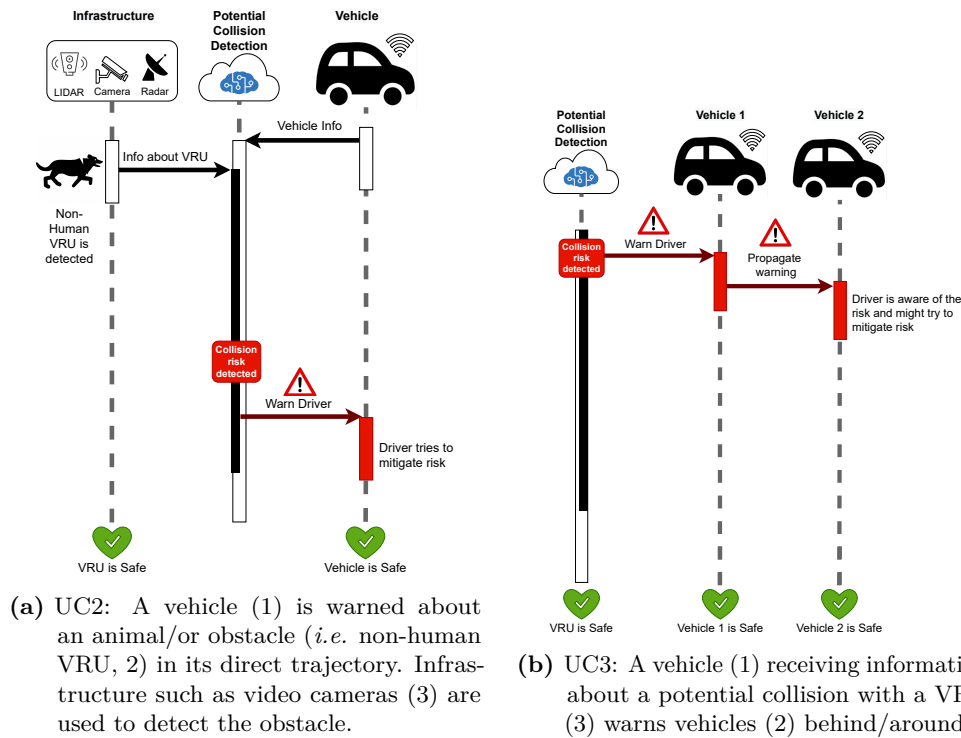 Infrastructure
Potential
Collision
Detection
Vehicle
LIDAR
Camera
Radar
Vehicle Info
Info about VRU
Non-
Human
VRU is
detected
Collision
risk
detected
Warn Driver
Driver tries to
mitigate risk
VRU is Safe
Vehicle is Safe
(a) UC2: A vehicle (1) is warned about
an animal/or obstacle (i.e. non-human
VRU, 2) in its direct trajectory. Infras-
tructure such as video cameras (3) are
used to detect the obstacle.
Potential
Collision
Detection
Vehicle 1
Vehicle 2
Collision
risk
detected
Warn Driver
Propagate
warning
Driver is aware of the
risk and might try to
mitigate risk
VRU is Safe
Vehicle 1 is Safe
Vehicle 2 is Safe
(b) UC3: A vehicle (1) receiving informati
about a potential collision with a
(3) warns vehicles (2) behind/around